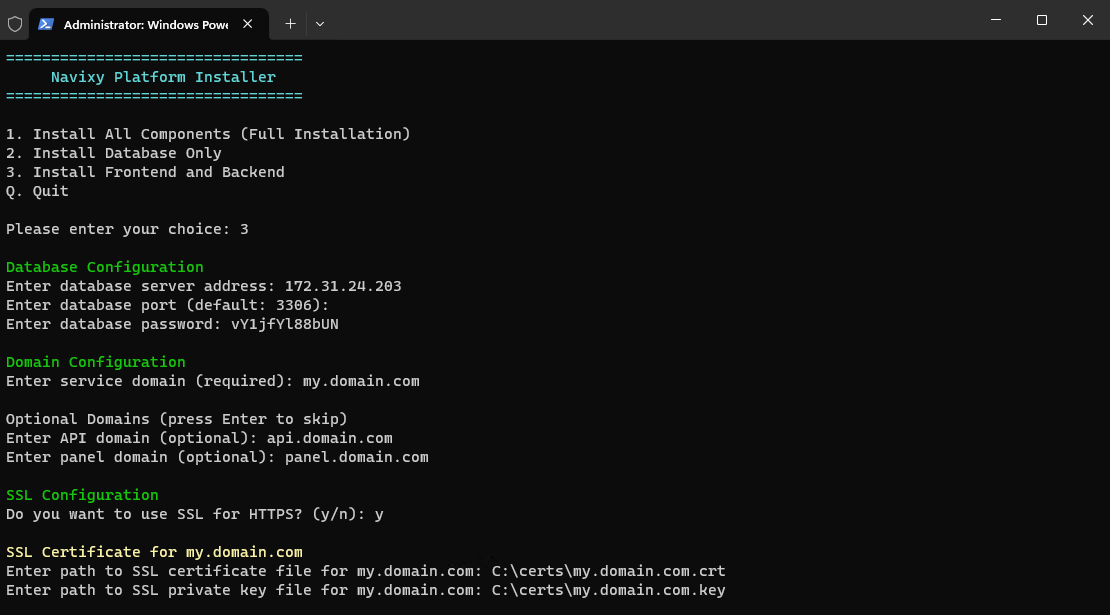 Administrator: Windows Powe
=================================
Navixy Platform Installer
=================================
1. Install All Components (Full Installation)
2. Install Database Only
3. Install Frontend and Backend
Q. Quit
Please enter your choice: 3
Database Configuration
Enter database server address: 172.31.24.203
Enter database port (default: 3306):
Enter database password: vY1jfYl88bUN
Domain Configuration
Enter service domain (required): my.domain.com
Optional Domains (press Enter to skip)
Enter API domain (optional): api.domain.com
Enter panel domain (optional): panel.domain.com
SSL Configuration
Do you want to use SSL for HTTPS? (y/n): y
SSL Certificate for my.domain.com
Enter path to SSL certificate file for my.domain.com: C:\certs\my.domain.com.crt
Enter path to SSL private key file for my.domain.com: C:\certs\my.domain.com.key